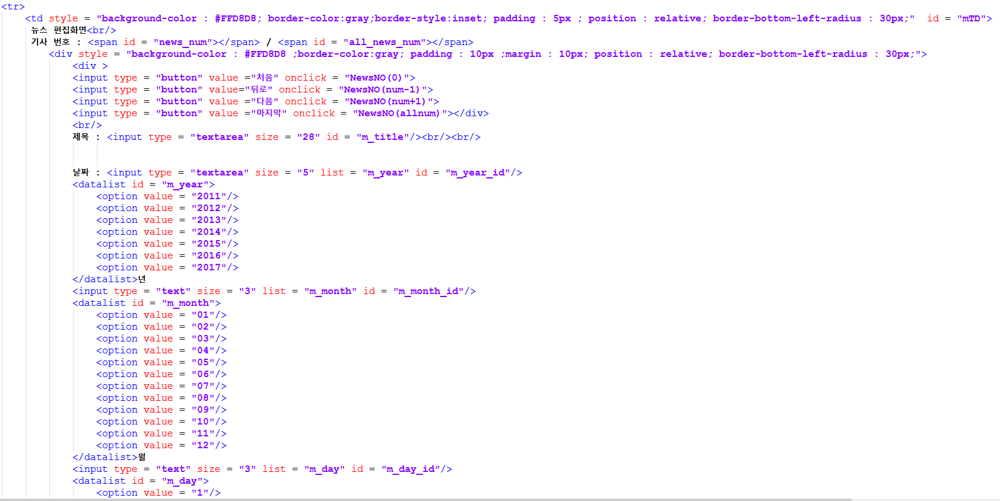 <tr>
<td style = "background-color : #FFD8D8; border-color:gray;border-style:inset; padding : 5px ; position : relative; border-bottom-left-radius : 30px;"  id = "mTD">
뉴스 편집화면<br/>
기사 번호 : <span id = "news_num"></span> / <span id = "all_news_num"></span>
<div style = "background-color : #FFD8D8 ;border-color:gray; padding : 10px ;margin : 10px; position : relative; border-bottom-left-radius : 30px;">
<div >
<input type = "button" value ="처음" onclick = "NewsNO(0)">
<input type = "button" value="뒤로" onclick = "NewsNO(num-1)">
<input type = "button" value ="다음" onclick = "NewsNO(num+1)">
<input type = "button" value ="마지막" onclick = "NewsNO(allnum)"></div>
<br/>
제목 : <input type = "textarea" size = "28" id = "m_title"/><br/><br/>
날짜 : <input type = "textarea" size = "5" list = "m_year" id = "m_year_id"/>
<datalist id = "m_year">
<option value = "2011"/>
<option value = "2012"/>
<option value = "2013"/>
<option value = "2014"/>
<option value = "2015"/>
<option value = "2016"/>
<option value = "2017"/>
</datalist>년
<input type = "text" size = "3" list = "m_month" id = "m_month_id"/>
<datalist id = "m_month">
<option value = "01"/>
<option value = "02"/>
<option value = "03"/>
<option value = "04"/>
<option value = "05"/>
<option value = "06"/>
<option value = "07"/>
<option value = "08"/>
<option value = "09"/>
<option value = "10"/>
<option value = "11"/>
<option value = "12"/>
</datalist>월
<input type = "text" size = "3" list = "m_day" id = "m_day_id"/>
<datalist id = "m_day">
<option value = "1"/>